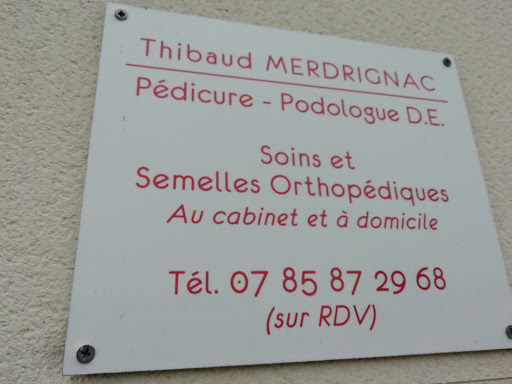 Thibaud MERDRIGNAC
Pédicure - Podologue D.E.
Soins et
Semelles Orthopédiques
Au cabinet et à domicile
Tél. 07 85 87 29 68
(sur RDV)